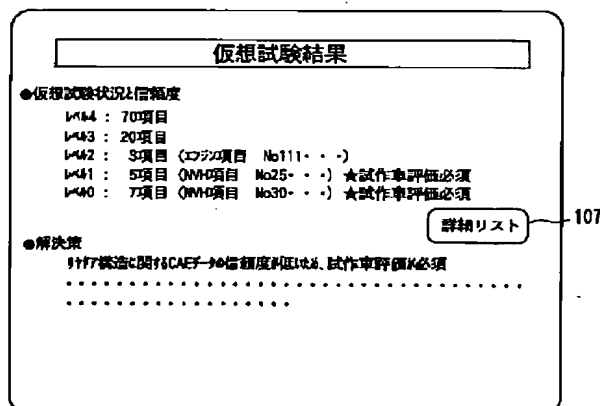 仮想試験結果
●仮想試験状況と信頼度
ﾚﾍﾞﾙ4 : 70項目
ﾚﾍﾞﾙ3 : 20項目
ﾚﾍﾞﾙ2 : 3項目 (ｴﾝｼﾞﾝ項目 No111・・・)
ﾚﾍﾞﾙ1 : 5項目 (NVH項目 No25・・・) ★試作車評価必須
ﾚﾍﾞﾙ0 : 7項目 (NVH項目 No30・・・) ★試作車評価必須
詳細リスト
107
●解決策
構造に関するCAEﾃﾞｰﾀの信頼度が低いため、試作車評価が必須